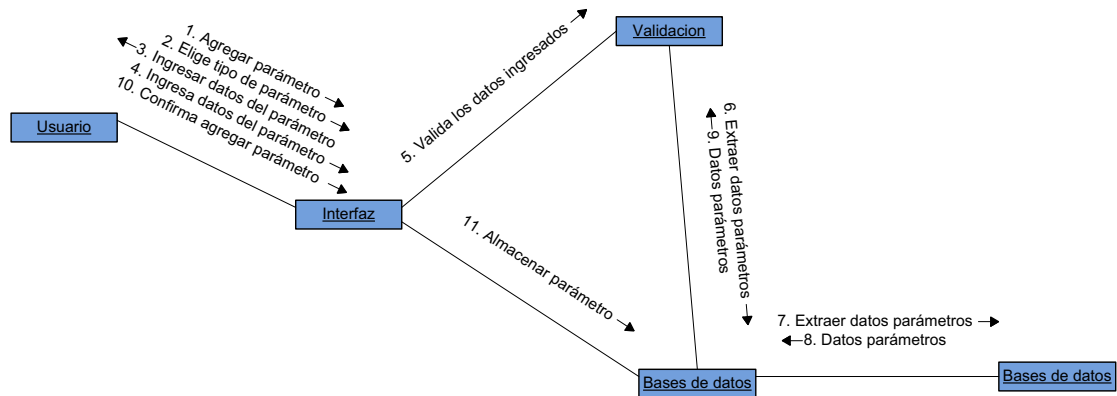 1. Agregar parámetro
2. Elige tipo de parámetro
3. Ingresar datos del parámetro
4. Ingresa datos del parámetro
10. Confirma agregar parámetro
Usuario
Interfaz
5. Valida los datos ingresados
Validacion
6. Extraer datos parámetros
9. Datos parámetros
11. Almacenar parámetro
7. Extraer datos parámetros
8. Datos parámetros
Bases de datos
Bases de datos